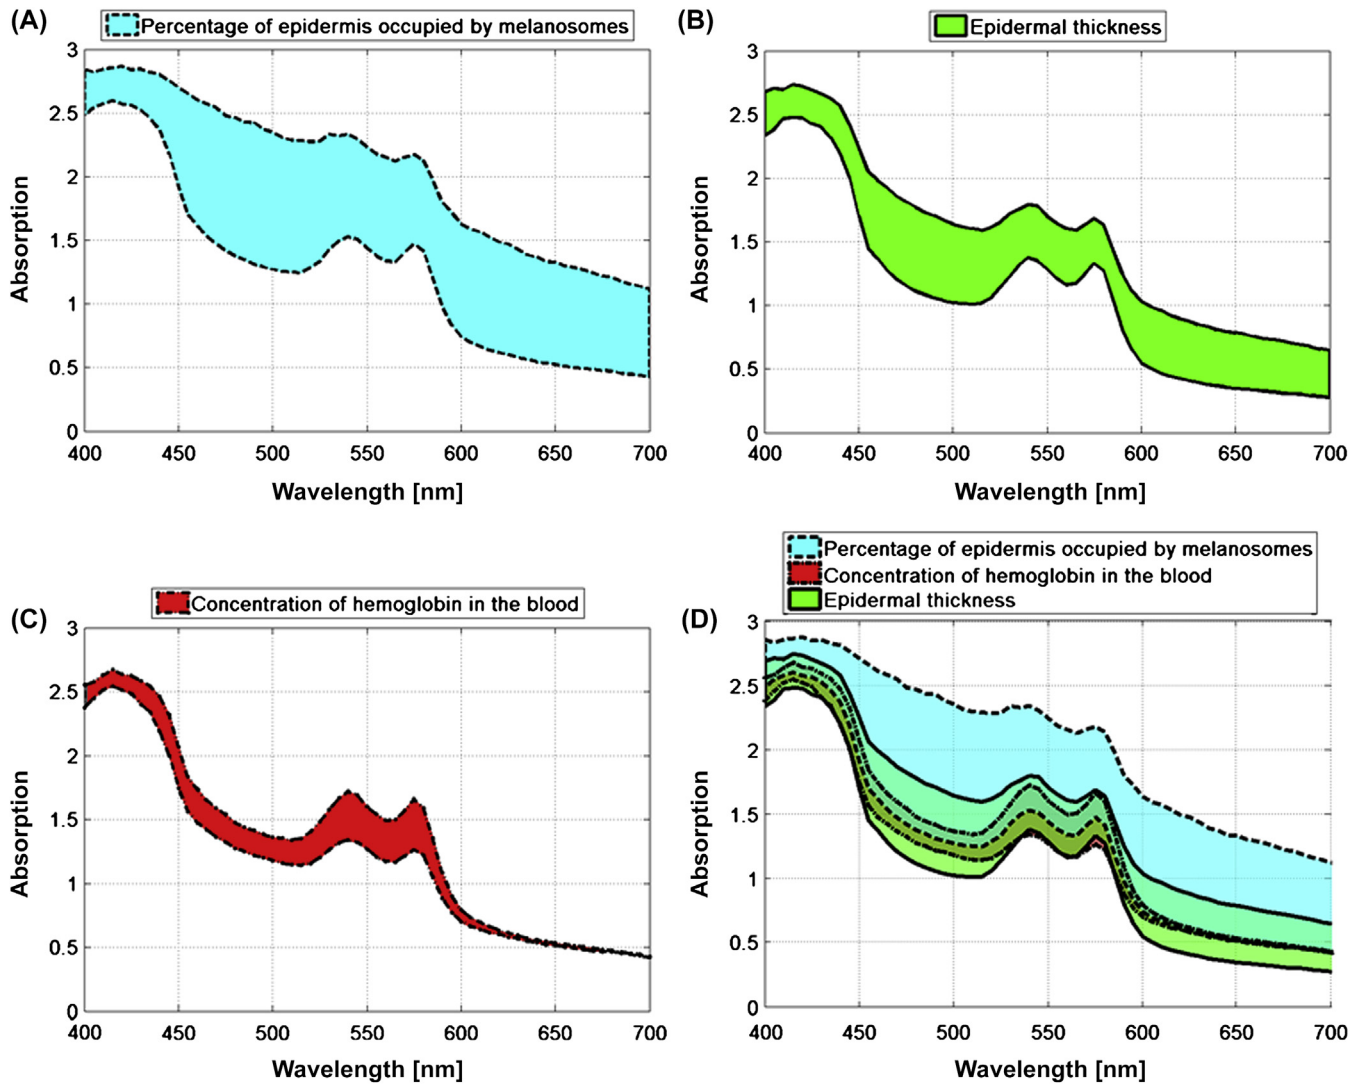 (A)
Percentage of epidermis occupied by melanosomes
3
2.5
2
1.5
1
0.5
0
Absorption
400 450 500 550 600 650 700
Wavelength [nm]
(B)
Epidermal thickness
3
2.5
2
1.5
1
0.5
0
Absorption
400 450 500 550 600 650 700
Wavelength [nm]
(C)
Concentration of hemoglobin in the blood
3
2.5
2
1.5
1
0.5
0
Absorption
400 450 500 550 600 650 700
Wavelength [nm]
(D)
Percentage of epidermis occupied by melanosomes
Concentration of hemoglobin in the blood
Epidermal thickness
3
2.5
2
1.5
1
0.5
0
Absorption
400 450 500 550 600 650 700
Wavelength [nm]